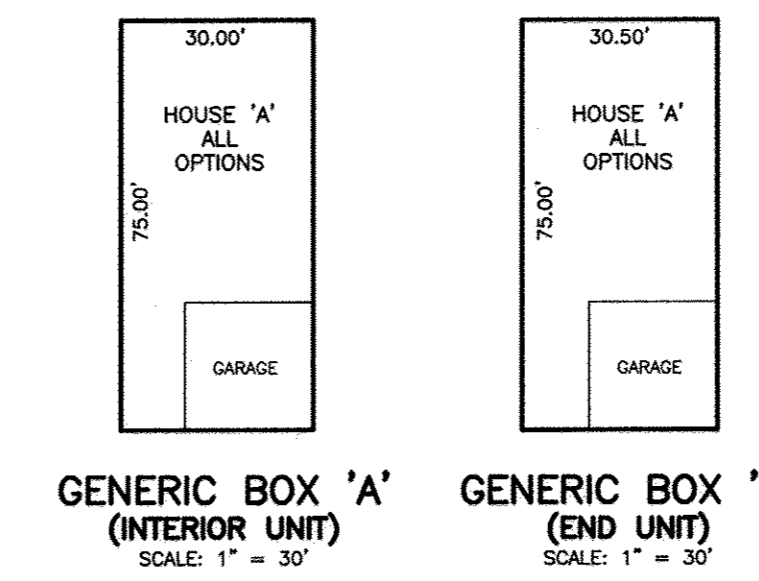 30.00'
HOUSE 'A'
ALL
OPTIONS
75.00'
GARAGE
GENERIC BOX 'A'
(INTERIOR UNIT)
SCALE: 1" = 30'
30.50'
HOUSE 'A'
ALL
OPTIONS
75.00'
GARAGE
GENERIC BOX '
(END UNIT)
SCALE: 1" = 30'